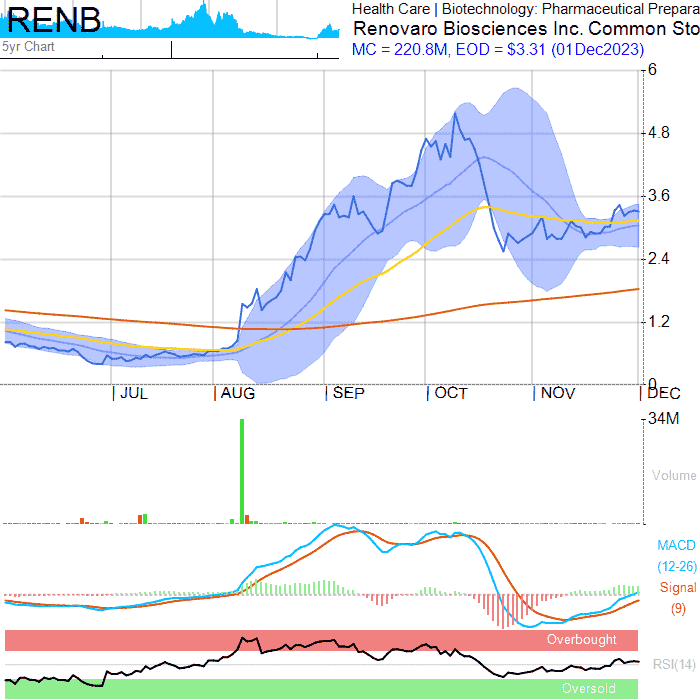 RENB
Health Care | Biotechnology: Pharmaceutical Prepara
Renovaro Biosciences Inc. Common Sto
5yr Chart
MC = 220.8M, EOD = $3.31 (01Dec2023)
6
4.8
3.6
2.4
1.2
0
JUL
AUG
SEP
OCT
NOV
DEC
34M
Volume
MACD
(12-26)
Signal
(9)
Overbought
RSI(14)
Oversold